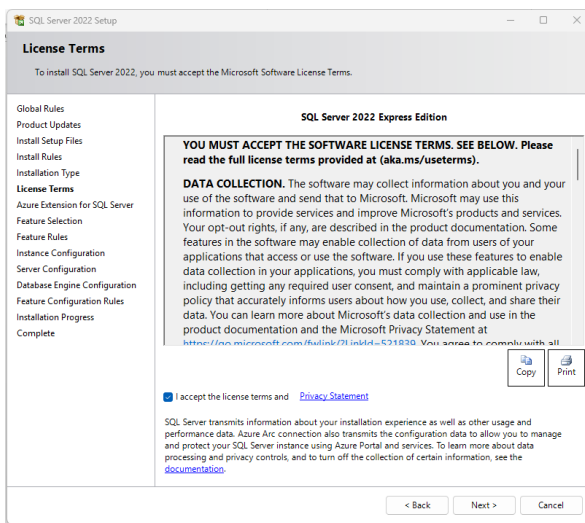 SQL Server 2022 Setup
License Terms
To install SQL Server 2022, you must accept the Microsoft Software License Terms.
Global Rules
Product Updates
Install Setup Files
Install Rules
Installation Type
License Terms
Azure Extension for SQL Server
Feature Selection
Feature Rules
Instance Configuration
Server Configuration
Database Engine Configuration
Feature Configuration Rules
Installation Progress
Complete
SQL Server 2022 Express Edition
YOU MUST ACCEPT THE SOFTWARE LICENSE TERMS. SEE BELOW. Please
read the full license terms provided at (aka.ms/useterms).
DATA COLLECTION. The software may collect information about you and your
use of the software and send that to Microsoft. Microsoft may use this
information to provide services and improve Microsoft's products and services.
Your opt-out rights, if any, are described in the product documentation. Some
features in the software may enable collection of data from users of your
applications that access or use the software. If you use these features to enable
data collection in your applications, you must comply with applicable law,
including getting any required user consent, and maintain a prominent privacy
policy that accurately informs users about how you use, collect, and share their
data. You can learn more about Microsoft's data collection and use in the
product documentation and the Microsoft Privacy Statement at
https://go.microsoft.com/fwlink/?LinkId=521839. You agree to comply with all
Copy
Print
I accept the license terms and Privacy Statement
SQL Server transmits information about your installation experience as well as other usage and
performance data. Azure Arc connection also transmits the configuration data to allow you to manage
and protect your SQL Server instance using Azure Portal and services. To learn more about data
processing and privacy controls, and to turn off the collection of certain information, see the
documentation.
< Back
Next >
Cancel